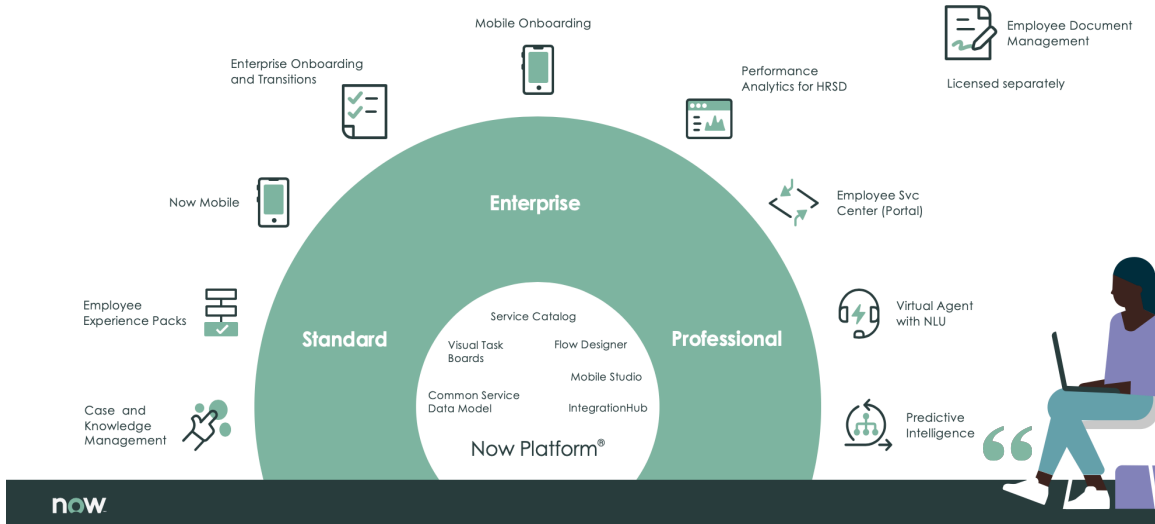 Mobile Onboarding
Employee Document
Management
Licensed separately
Enterprise Onboarding
and Transitions
Performance
Analytics for HRSD
Now Mobile
Enterprise
Employee Svc
Center (Portal)
Employee
Experience Packs
Standard
Professional
Virtual Agent
with NLU
Service Catalog
Visual Task
Boards
Flow Designer
Mobile Studio
Common Service
Data Model
IntegrationHub
Now Platform®
Case and
Knowledge
Management
Predictive
Intelligence
now